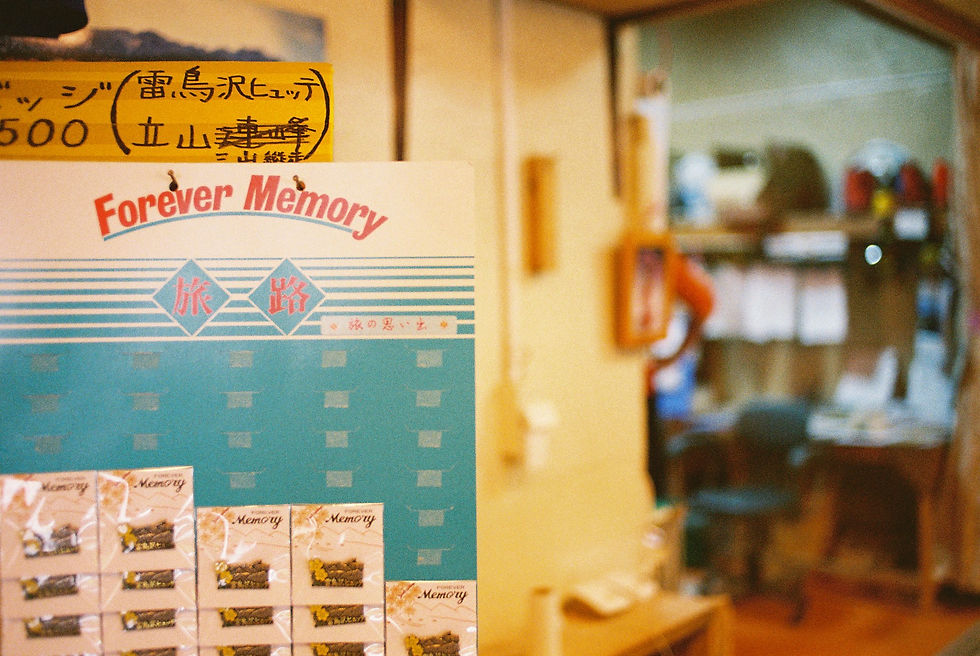 ッジ
500
(雷鳥沢ヒュッテ
立山
Forever Memory
旅路
旅の思い出
FOREVER
Memory
FOREVER
Memory
FOREVER
Memory
FOREVER
Memory
FOREVER
Memory